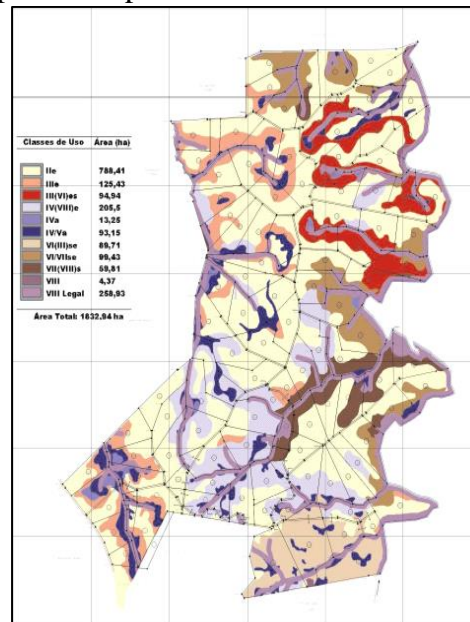 Classes de Uso Área (ha)
IIe 788,41
IIIe 125,43
III(VI)es 94,94
IV(VIII)e 205,5
IVa 13,25
IV/Va 93,15
VI(III)se 89,71
VI/VIIse 99,43
VII(VIII)s 59,81
VIII 4,37
VIII Legal 258,93
Área Total: 1832,94 ha